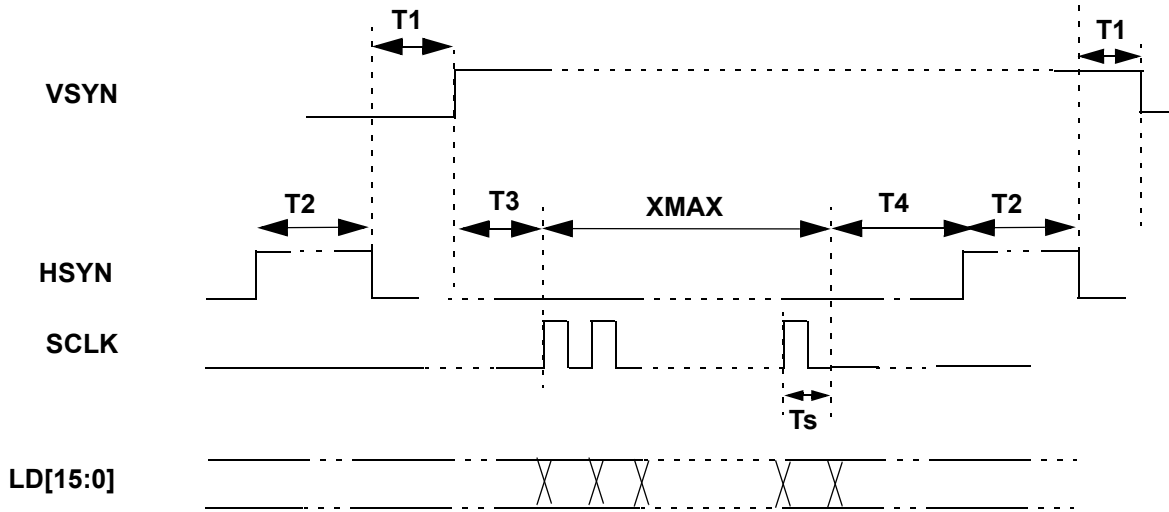 T1
T1
VSYN
T2
T3
XMAX
T4
T2
HSYN
SCLK
Ts
LD[15:0]